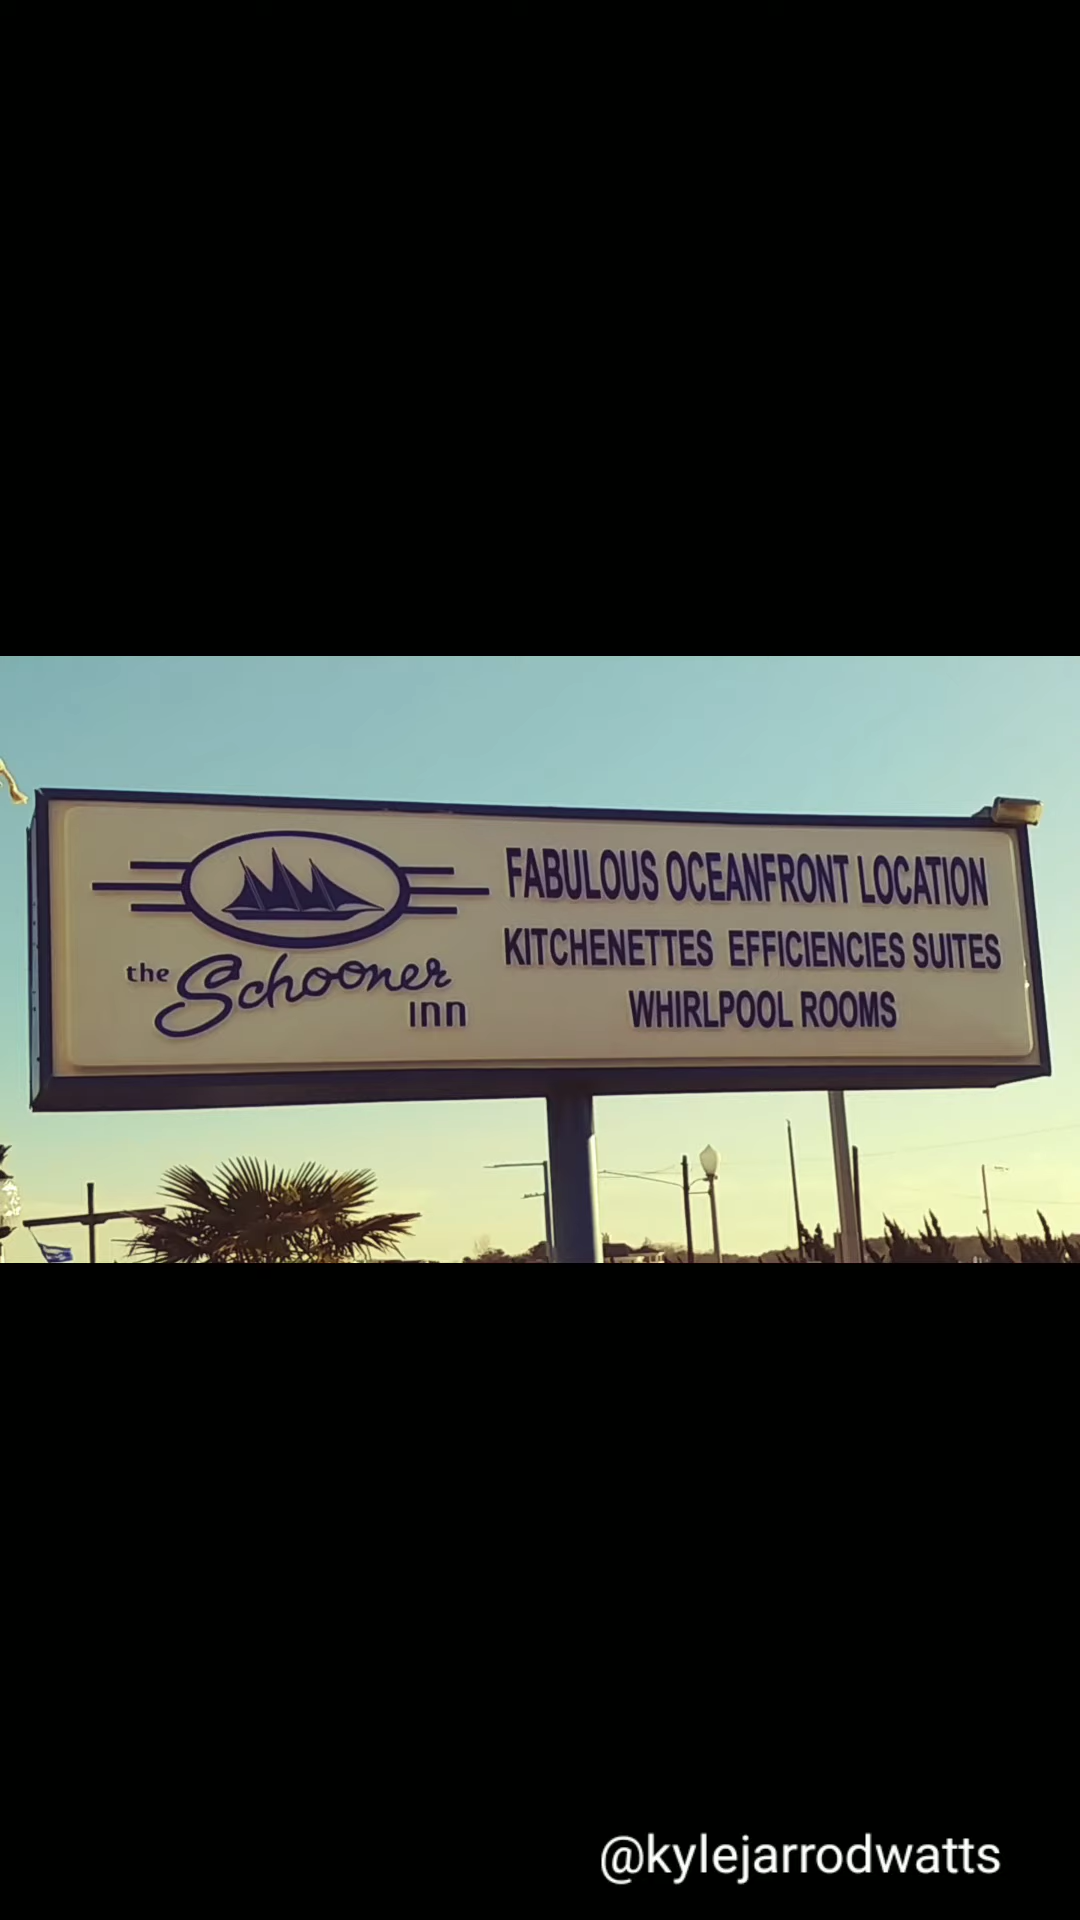 the Schooner
inn
FABULOUS OCEANFRONT LOCATION
KITCHENETTES EFFICIENCIES SUITES
WHIRLPOOL ROOMS
@kylejarrodwatts